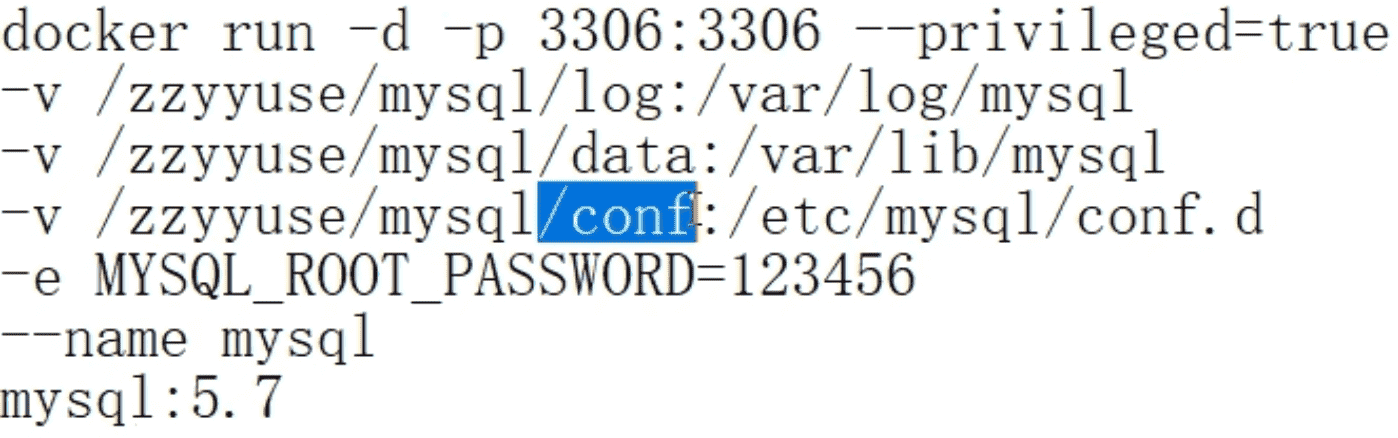 docker run -d -p 3306:3306 --privileged=true
-v /zzyyuse/mysql/log:/var/log/mysql
-v /zzyyuse/mysql/data:/var/lib/mysql
-v /zzyyuse/mysql/conf:/etc/mysql/conf.d
-e MYSQL_ROOT_PASSWORD=123456
--name mysql
mysql:5.7